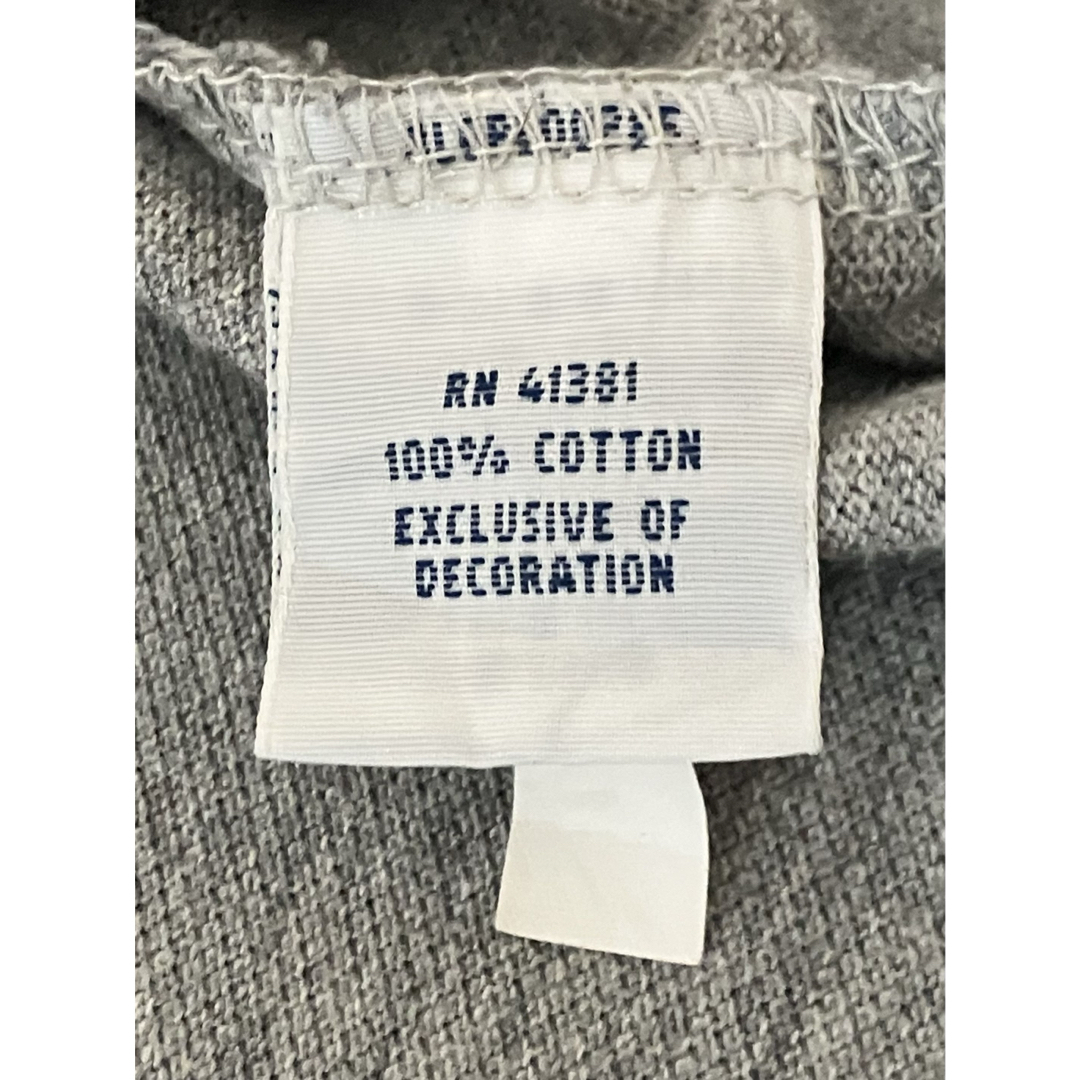 RN 41381
100% COTTON
EXCLUSIVE OF
DECORATION